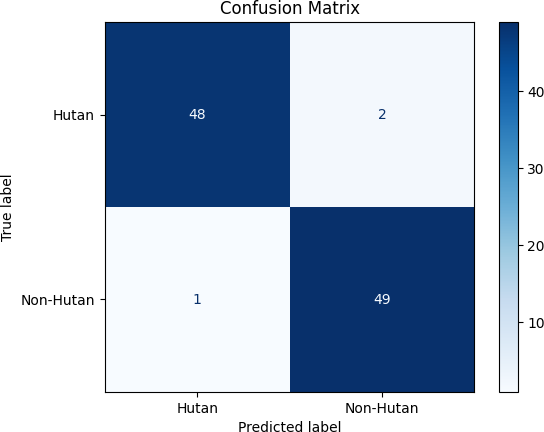 Confusion Matrix
Hutan
48
2
40
30
True label
20
Non-Hutan
1
49
10
Hutan
Non-Hutan
Predicted label